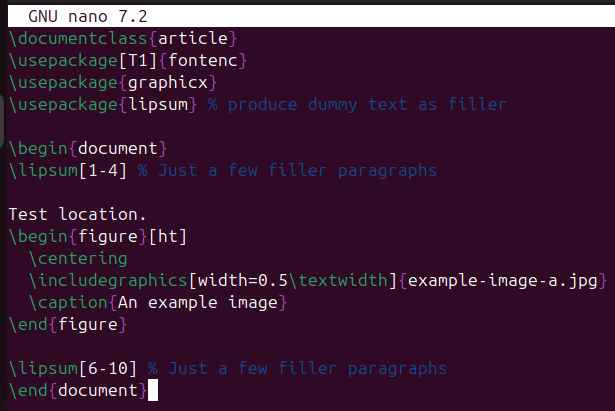 GNU nano 7.2
\documentclass{article}
\usepackage[T1]{fontenc}
\usepackage{graphicx}
\usepackage{lipsum} % produce dummy text as filler

\begin{document}
\lipsum[1-4] % Just a few filler paragraphs

Test location.
\begin{figure}[ht]
  \centering
  \includegraphics[width=0.5\textwidth]{example-image-a.jpg}
  \caption{An example image}
\end{figure}

\lipsum[6-10] % Just a few filler paragraphs
\end{document}